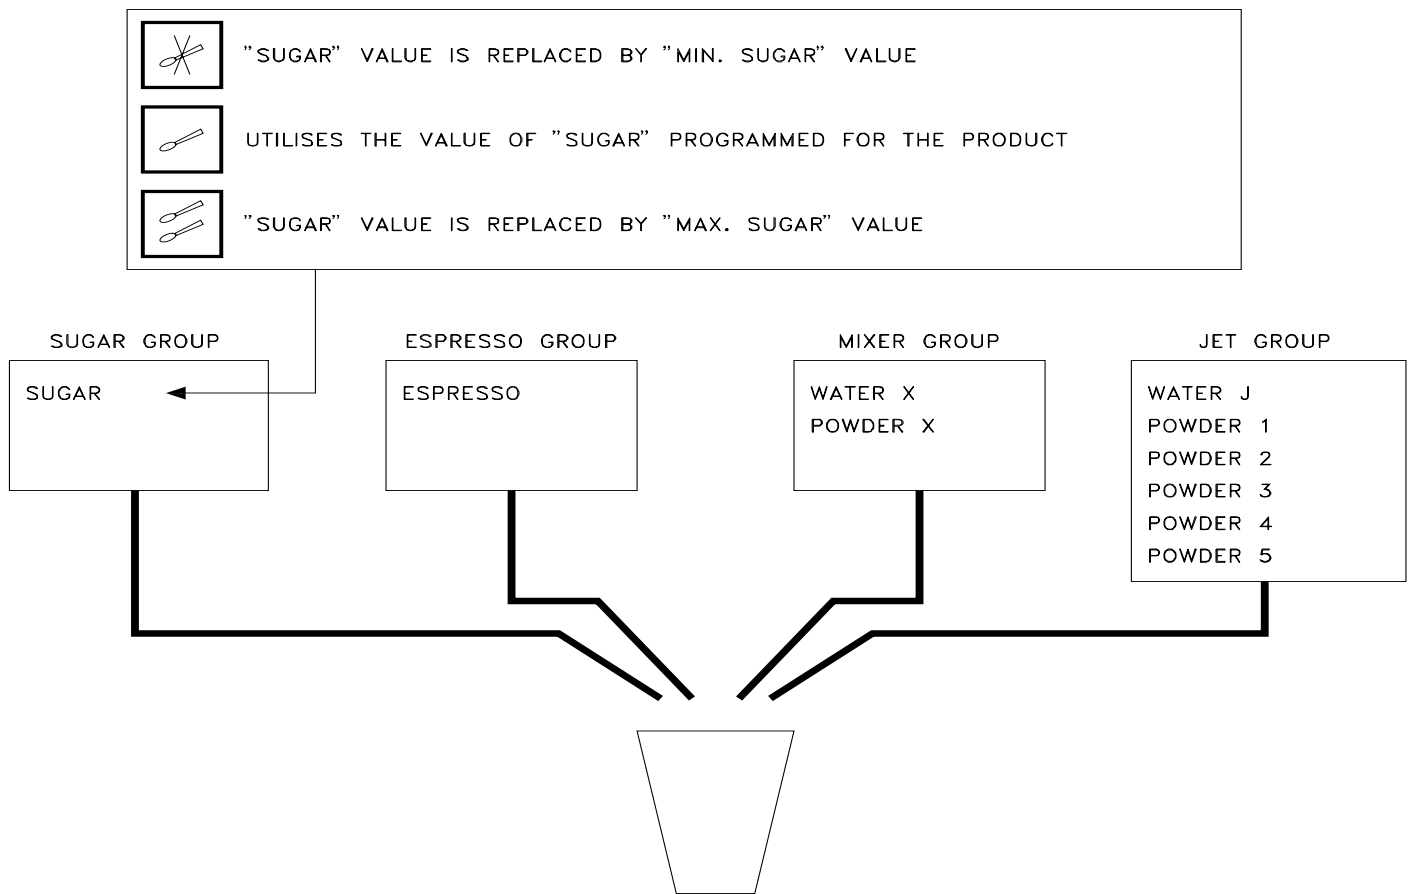 "SUGAR" VALUE IS REPLACED BY "MIN. SUGAR" VALUE
UTILISES THE VALUE OF "SUGAR" PROGRAMMED FOR THE PRODUCT
"SUGAR" VALUE IS REPLACED BY "MAX. SUGAR" VALUE
SUGAR GROUP
SUGAR
ESPRESSO GROUP
ESPRESSO
MIXER GROUP
WATER X
POWDER X
JET GROUP
WATER J
POWDER 1
POWDER 2
POWDER 3
POWDER 4
POWDER 5